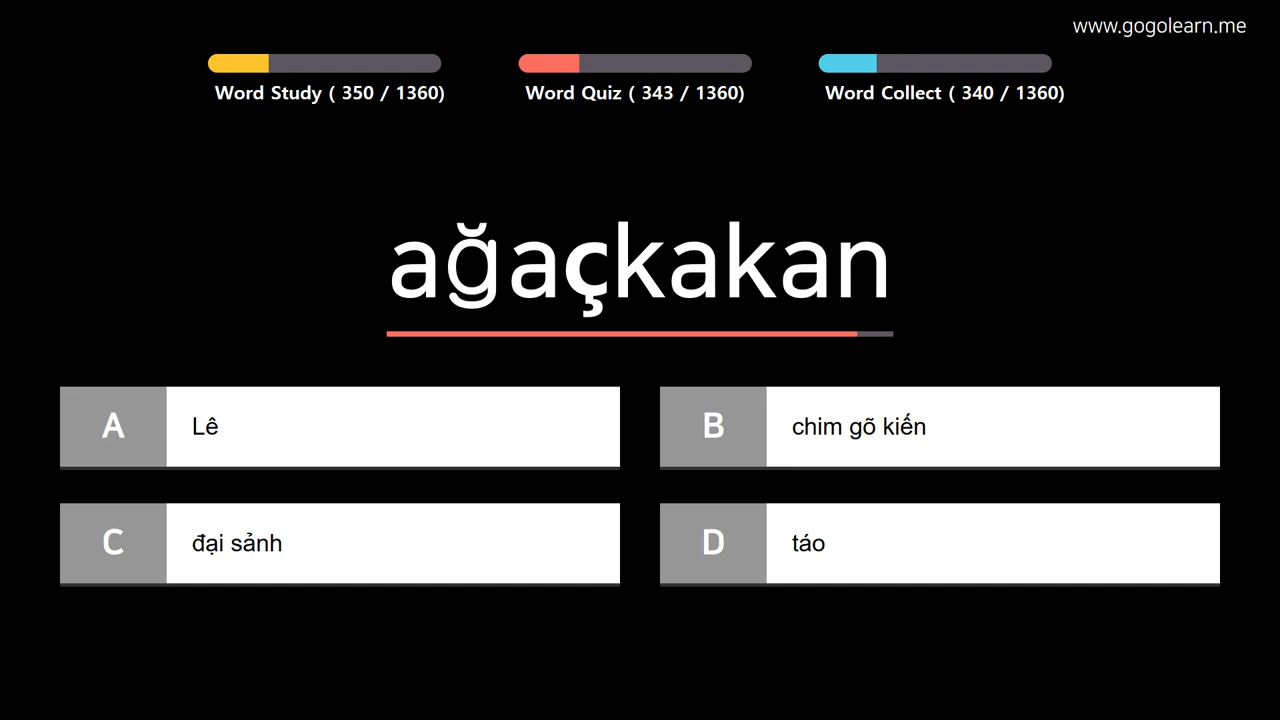 www.gogolearn.me
Word Study ( 350 / 1360)
Word Quiz ( 343 / 1360)
Word Collect ( 340 / 1360)
ağaçkakan
A Lê
B chim gõ kiến
C đại sảnh
D táo